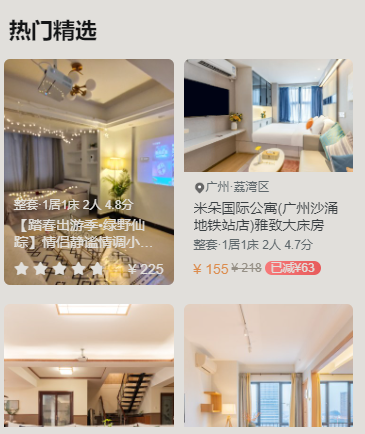 热门精选
整套·1居1床 2人 4.8分
【踏春出游季·绿野仙
踪】情侣静谧情调小…
¥ 225
广州·荔湾区
米朵国际公寓(广州沙涌
地铁站店)雅致大床房
整套·1居1床 2人 4.7分
¥ 155 ¥ 218 已减¥63